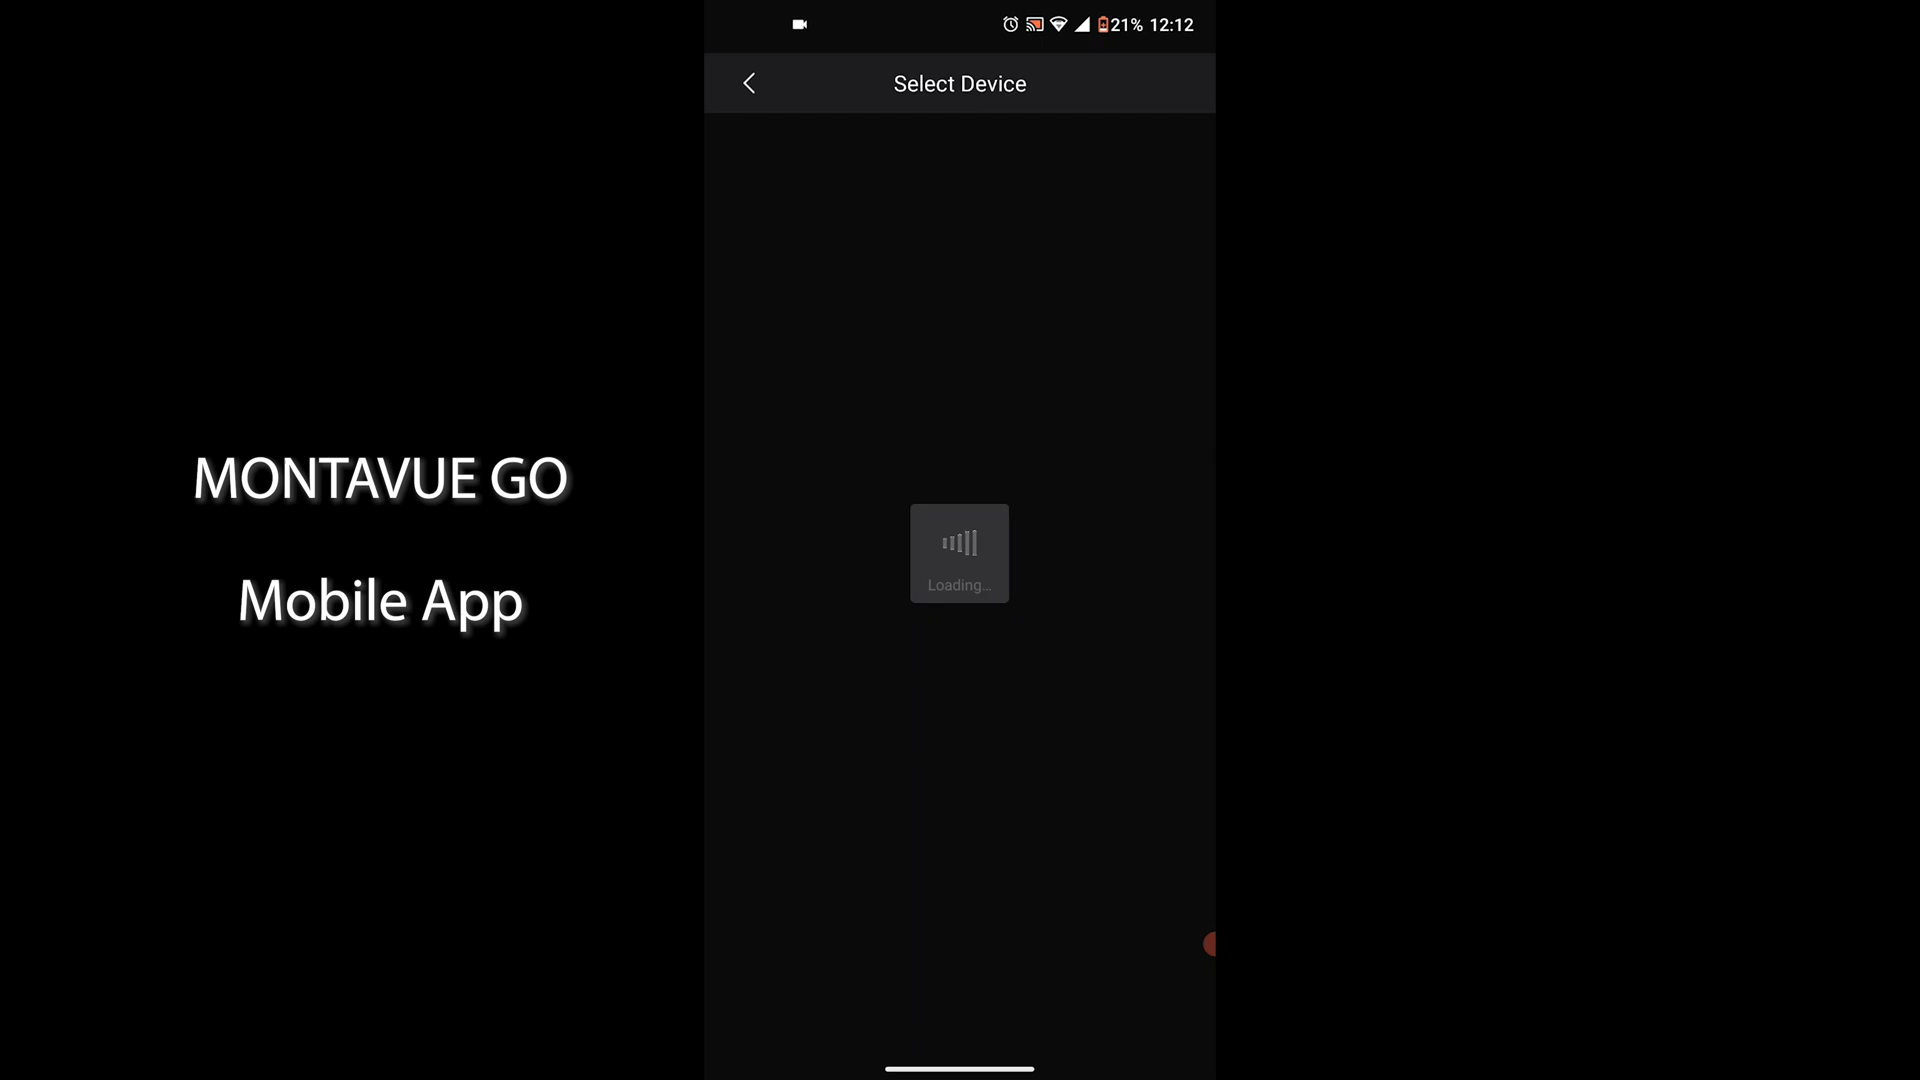 21% 12:12
Select Device
MONTAVUE GO
Mobile App
Loading...